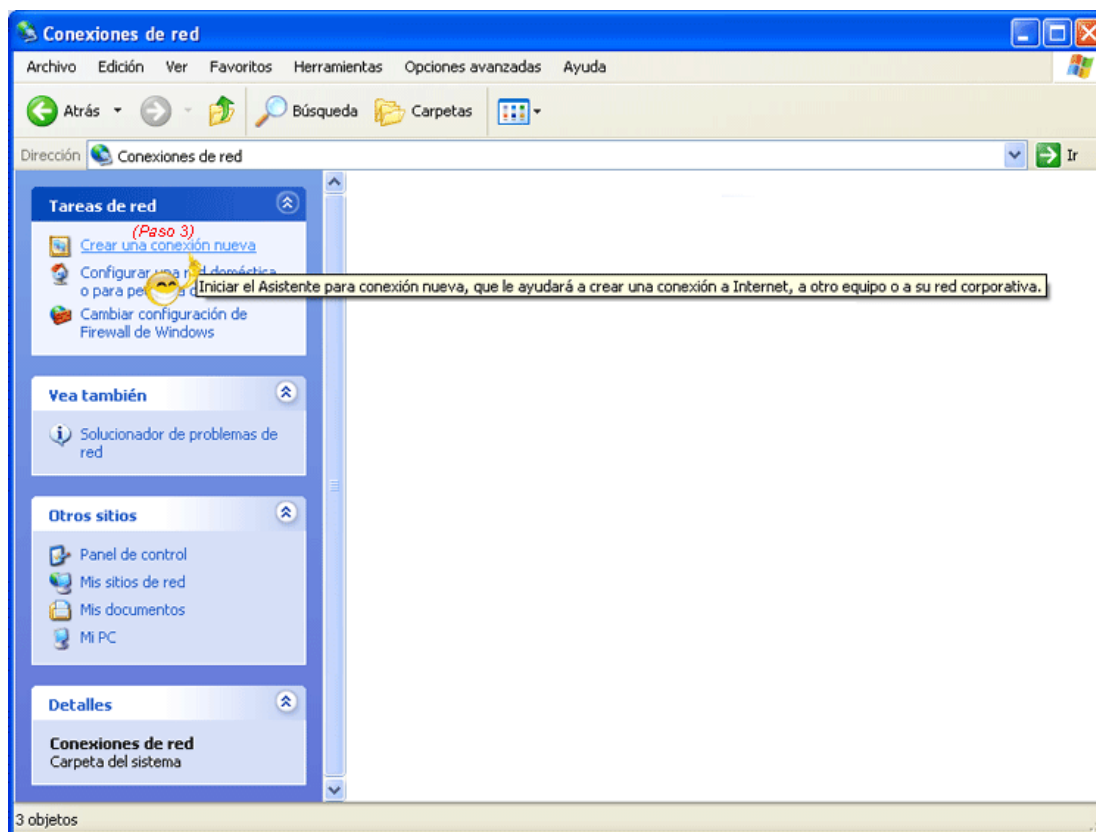 Conexiones de red
Archivo Edición Ver Favoritos Herramientas Opciones avanzadas Ayuda
Atrás Búsqueda Carpetas
Dirección Conexiones de red Ir
Tareas de red
(Paso 3)
Crear una conexión nueva
Configurar una red doméstica
o para pe
Iniciar el Asistente para conexión nueva, que le ayudará a crear una conexión a Internet, a otro equipo o a su red corporativa.
Cambiar configuración de
Firewall de Windows
Vea también
Solucionador de problemas de
red
Otros sitios
Panel de control
Mis sitios de red
Mis documentos
Mi PC
Detalles
Conexiones de red
Carpeta del sistema
3 objetos